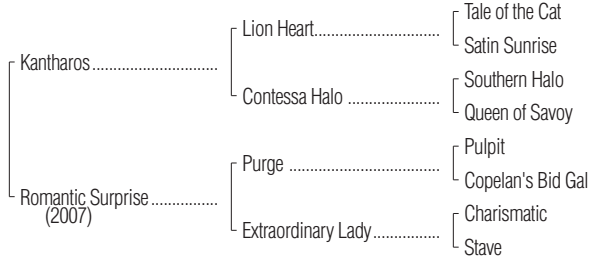 Tale of the Cat
Lion Heart..............................
Satin Sunrise
Kantharos..............................
Southern Halo
Contessa Halo ......................
Queen of Savoy
Pulpit
Purge ....................................
Copelan's Bid Gal
Romantic Surprise................
(2007)
Charismatic
Extraordinary Lady................
Stave